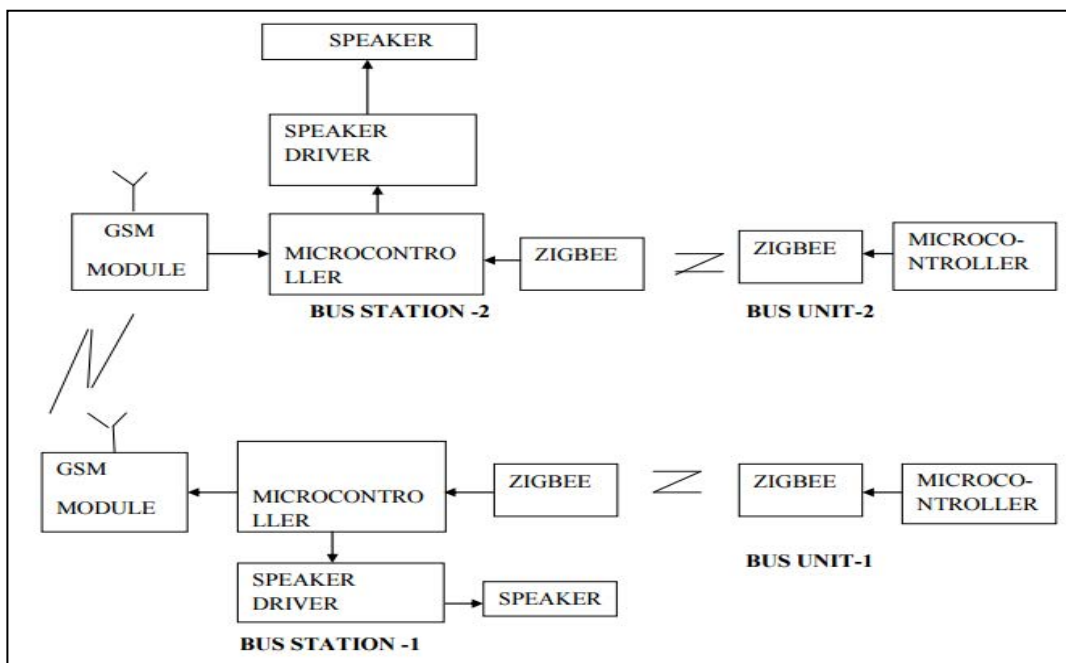 SPEAKER
SPEAKER
DRIVER
GSM
MODULE
MICROCONTRO
LLER
ZIGBEE
ZIGBEE
MICROCO-
NTROLLER
BUS STATION -2
BUS UNIT-2
GSM
MODULE
MICROCONTRO
LLER
ZIGBEE
ZIGBEE
MICROCO-
NTROLLER
BUS UNIT-1
SPEAKER
DRIVER
SPEAKER
BUS STATION -1